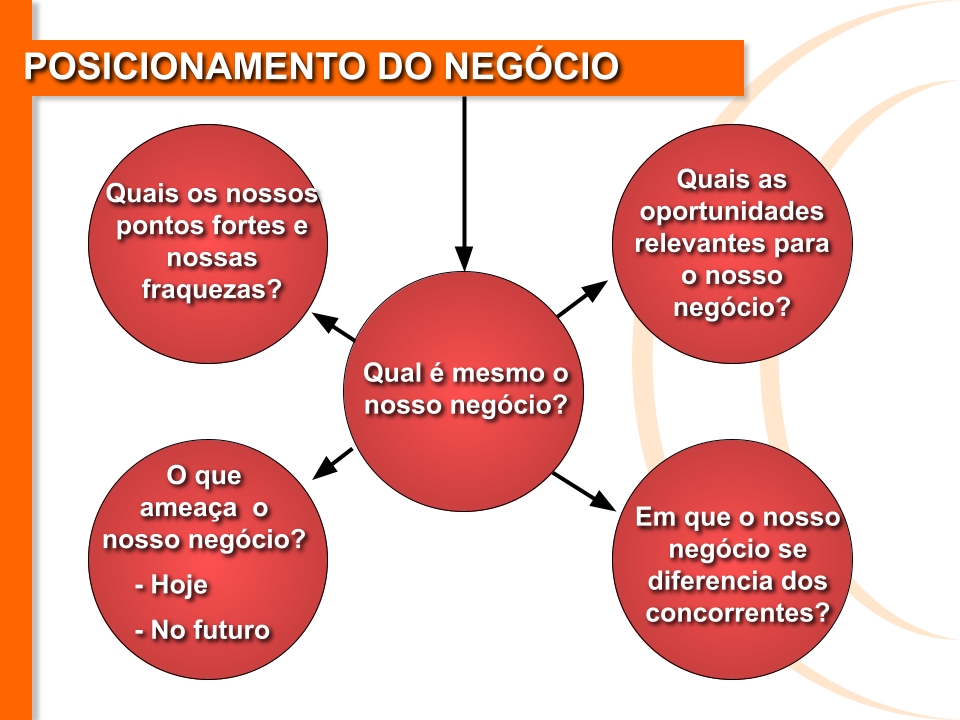 POSICIONAMENTO DO NEGÓCIO
Quais os nossos
pontos fortes e
nossas
fraquezas?
Quais as
oportunidades
relevantes para
o nosso
negócio?
Qual é mesmo o
nosso negócio?
O que
ameaça o
nosso negócio?
- Hoje
- No futuro
Em que o nosso
negócio se
diferencia dos
concorrentes?